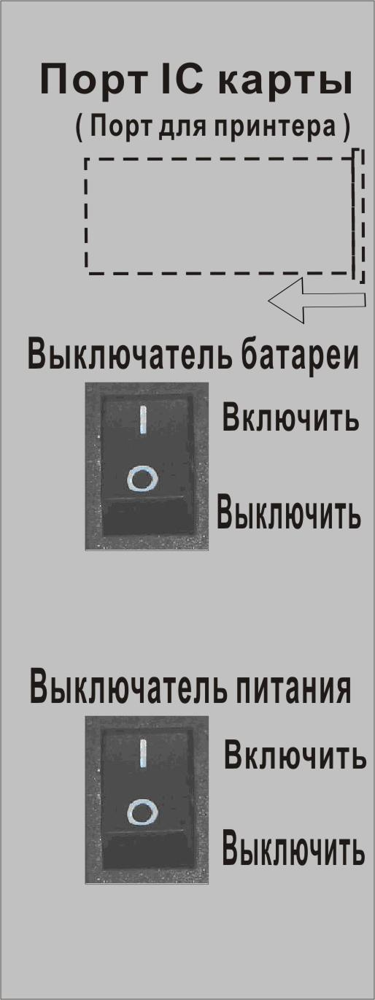 Порт IC карты
( Порт для принтера )
Выключатель батареи
Включить
Выключить
Выключатель питания
Включить
Выключить